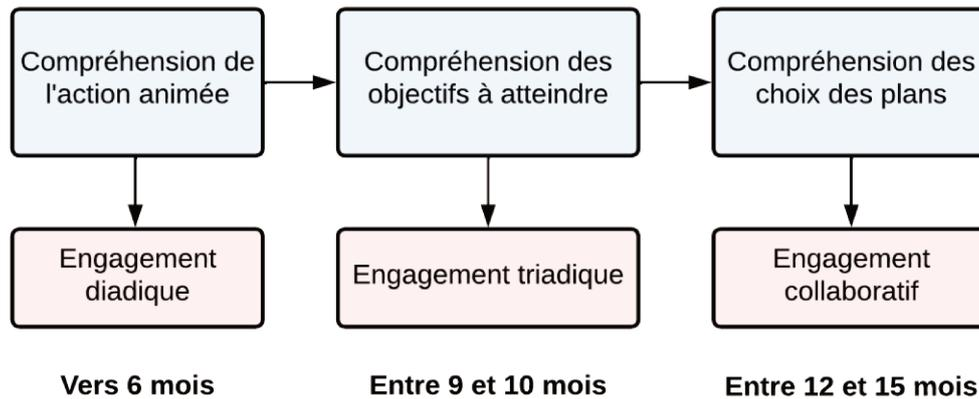 Compréhension de
l'action animée
Compréhension des
objectifs à atteindre
Compréhension des
choix des plans
Engagement
diadique
Engagement triadique
Engagement
collaboratif
Vers 6 mois
Entre 9 et 10 mois
Entre 12 et 15 mois